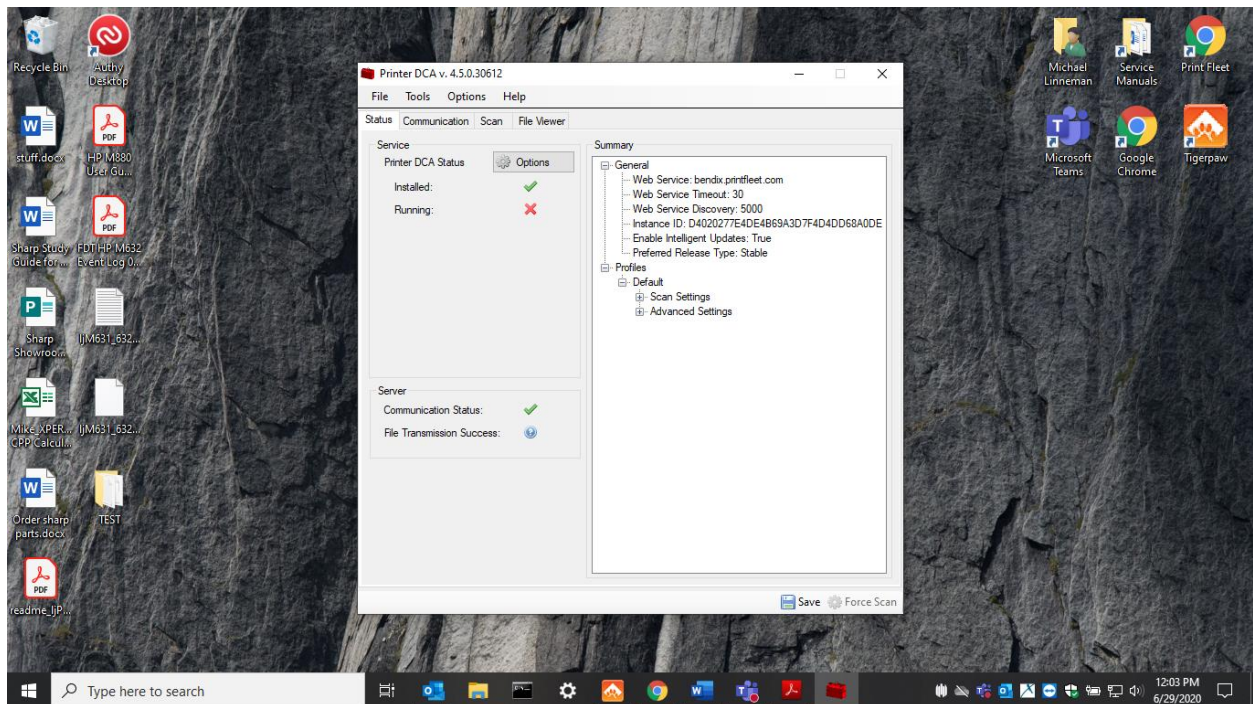 Recycle Bin
Authy
Desktop
stuff.docx
HP M880
User Gu...
Sharp Study
Guide for ...
FDT HP M632
Event Log 0...
Sharp
Showroo...
ljM631_632...
Mike XPER...
CPP Calcul...
ljM631_632...
Order sharp
parts.docx
TEST
PDF
readme_ljP...
Printer DCA v. 4.5.0.30612
File Tools Options Help
Status Communication Scan File Viewer
Service
Printer DCA Status Options
Installed:
Running:
Server
Communication Status:
File Transmission Success:
Summary
General
Web Service: bendix.printfleet.com
Web Service Timeout: 30
Web Service Discovery: 5000
Instance ID: D4020277E4DE4B69A3D7F4D4DD68A0DE
Enable Intelligent Updates: True
Preferred Release Type: Stable
Profiles
Default
Scan Settings
Advanced Settings
Save Force Scan
Michael
Linneman
Service
Manuals
Print Fleet
Microsoft
Teams
Google
Chrome
Tigerpaw
Type here to search
12:03 PM
6/29/2020